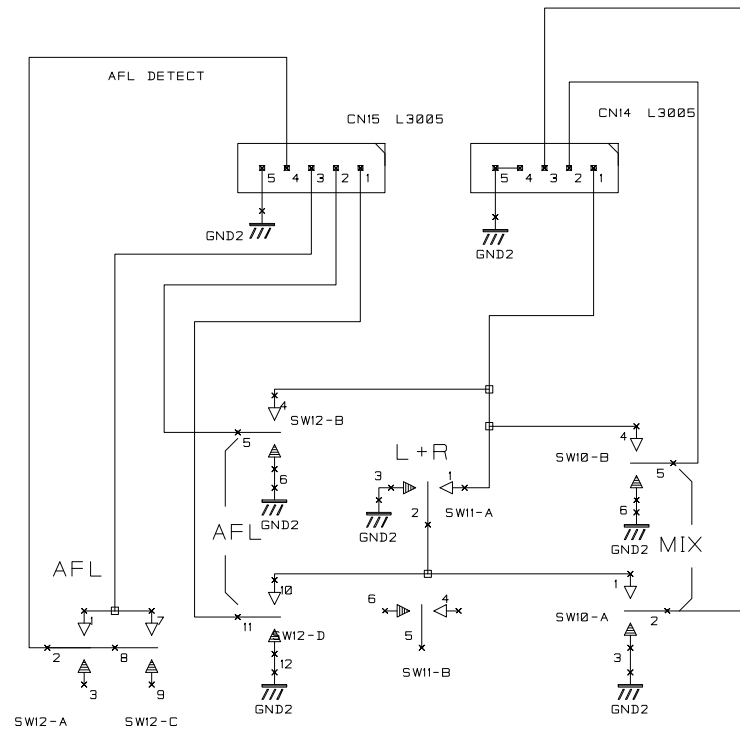 AFL DETECT
CN15 L3005
CN14 L3005
5 4 3 2 1
5 4 3 2 1
GND2
GND2
4
SW12-B
5
4
L+R
SW10-B
5
3
1
6
2
SW11-A
6
GND2
GND2
GND2
AFL
MIX
AFL
10
1
6
4
1
7
11
SW12-D
5
SW10-A
2
2
8
12
SW11-B
3
3
9
GND2
GND2
SW12-A
SW12-C